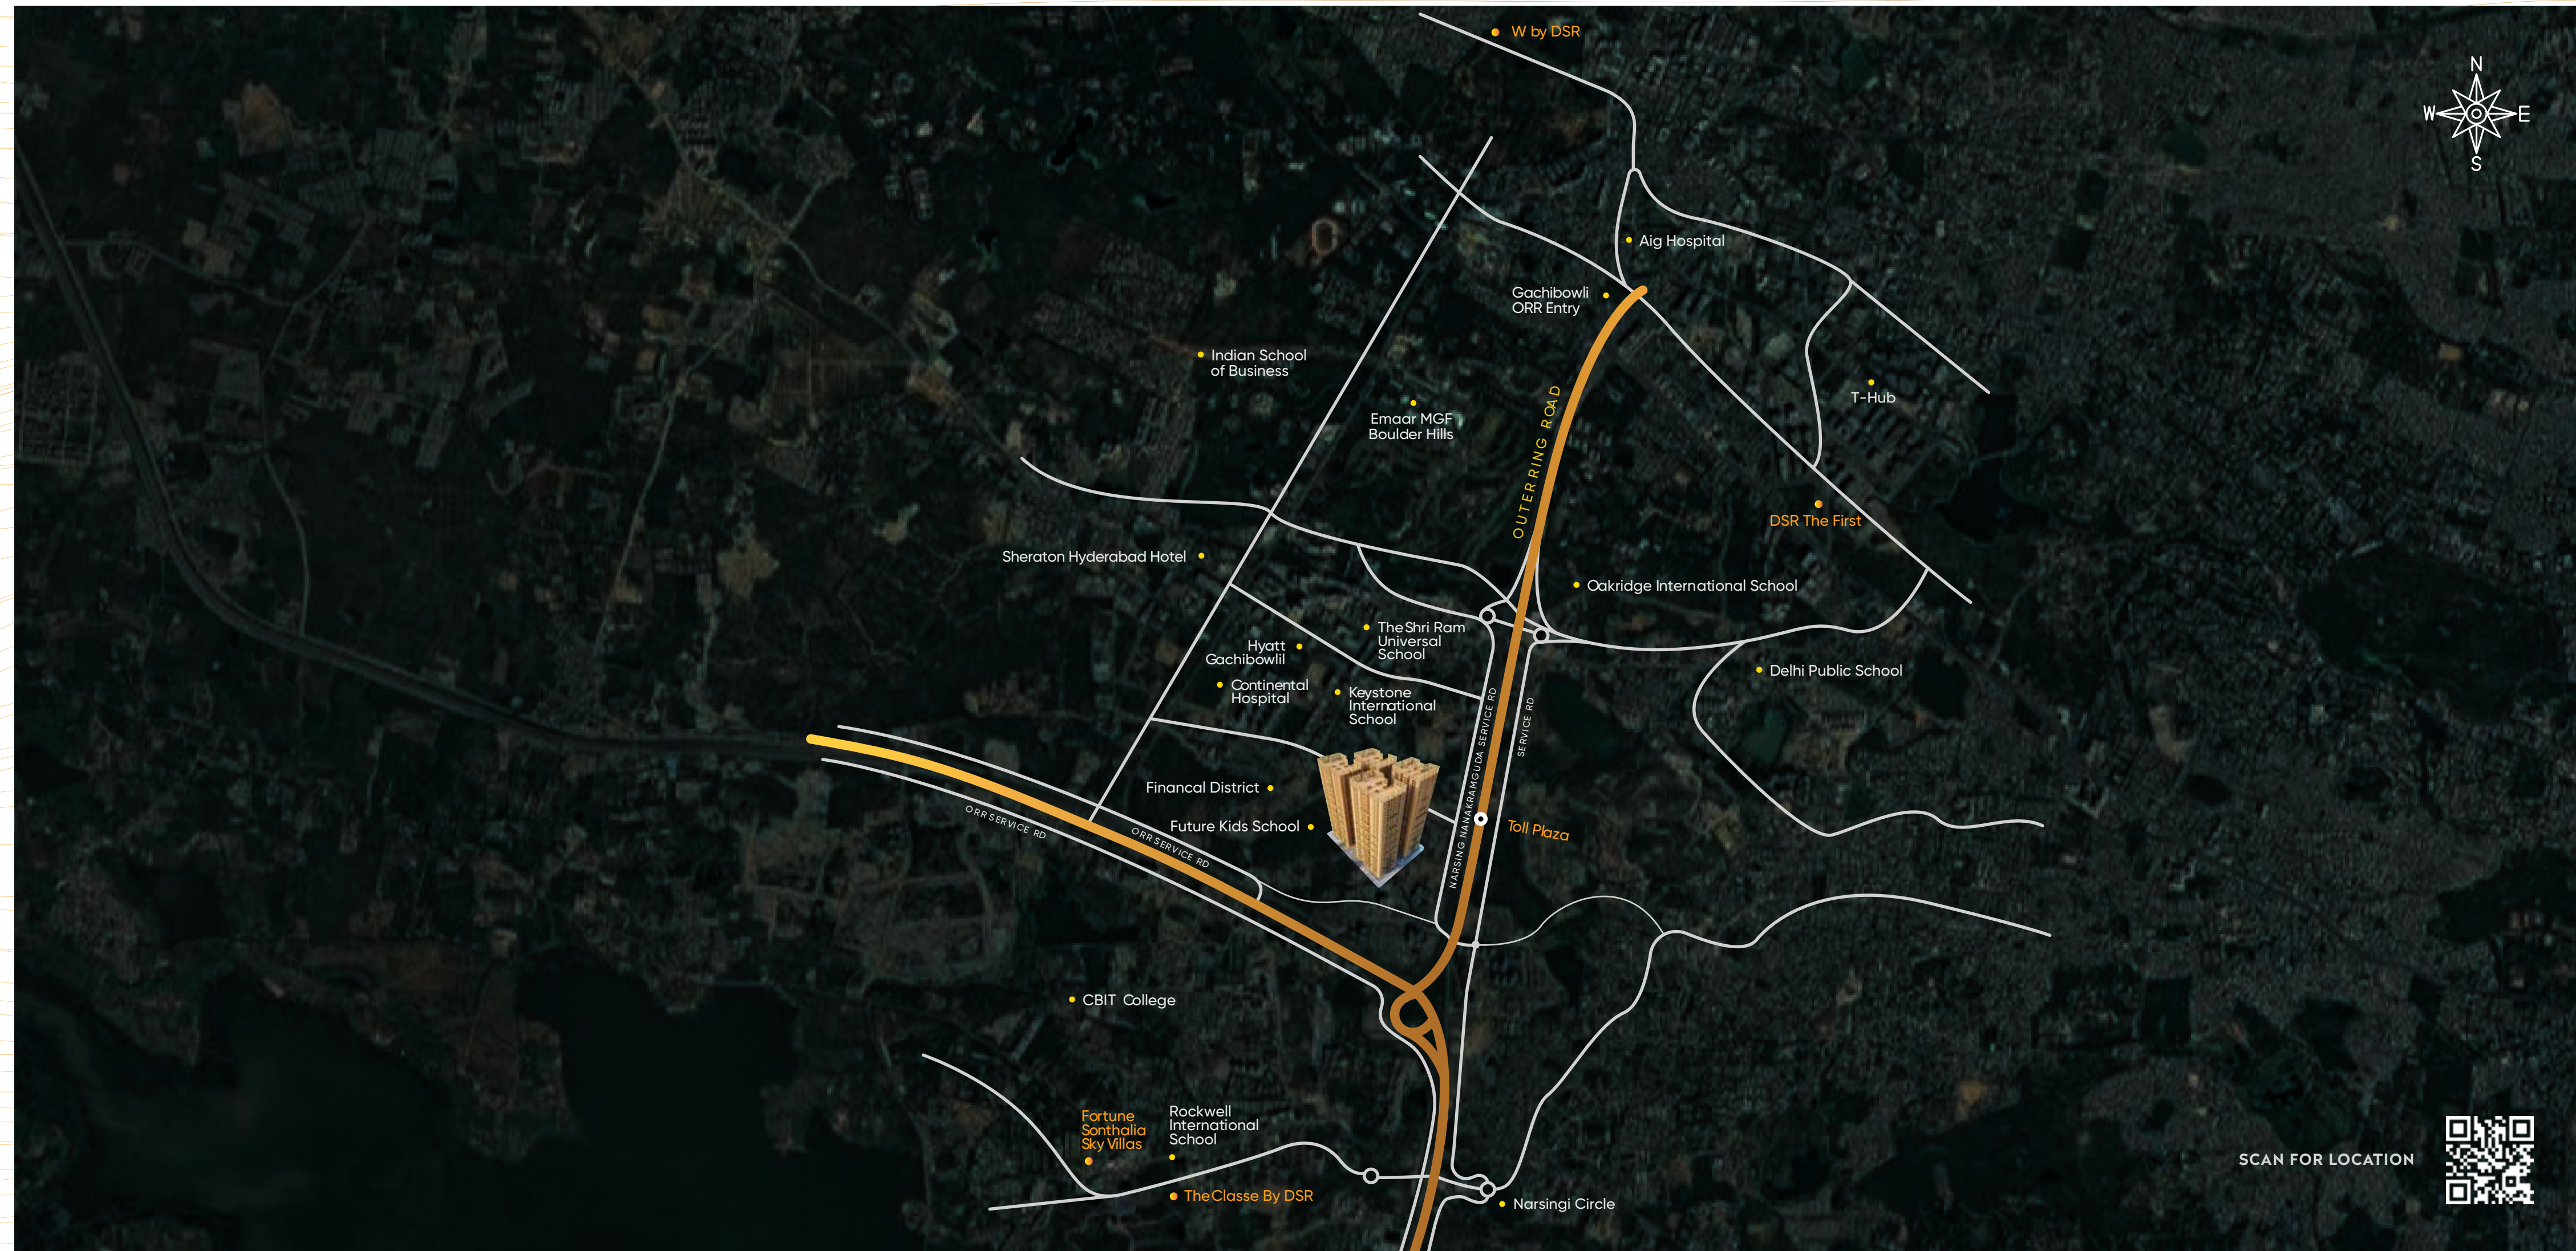 W by DSR
N
W E
S
Aig Hospital
Gachibowli
ORR Entry
Indian School
of Business
Emaar MGF
Boulder Hills
T-Hub
OUTER RING ROAD
DSR The First
Sheraton Hyderabad Hotel
Oakridge International School
The Shri Ram
Universal
School
Hyatt
Gachibowlil
Delhi Public School
Continental
Hospital
Keystone
International
School
NARSING NANAKRAMGUDA SERVICE RD
SERVICE RD
Financal District
ORR SERVICE RD
ORR SERVICE RD
Future Kids School
Toll Plaza
CBIT College
Fortune
Sonthalia
Sky Villas
Rockwell
International
School
SCAN FOR LOCATION
The Classe By DSR
Narsingi Circle